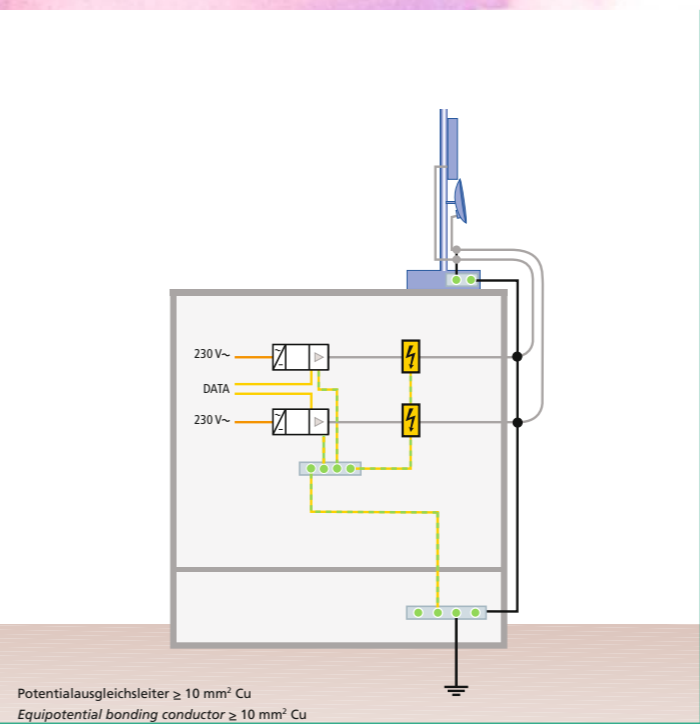 230 V~
DATA
230 V~
Potentialausgleichsleiter ≥ 10 mm² Cu
Equipotential bonding conductor ≥ 10 mm² Cu